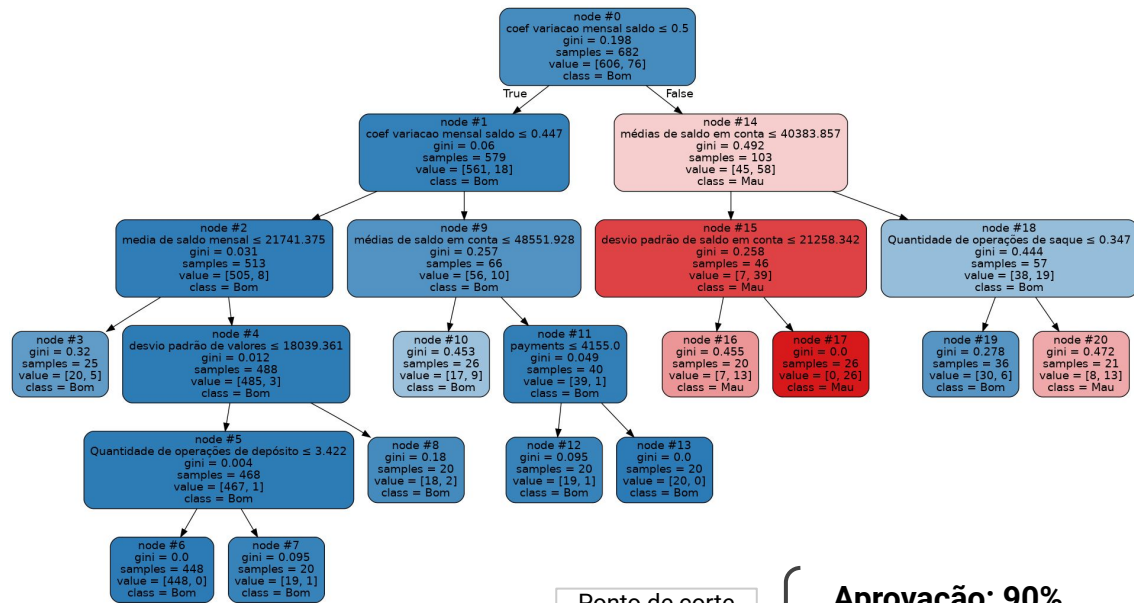 node #0
coef variacao mensal saldo ≤ 0.5
gini = 0.198
samples = 682
value = [606, 76]
class = Bom
True
False
node #1
coef variacao mensal saldo ≤ 0.447
gini = 0.06
samples = 579
value = [561, 18]
class = Bom
node #14
médias de saldo em conta ≤ 40383.857
gini = 0.492
samples = 103
value = [45, 58]
class = Mau
node #2
media de saldo mensal ≤ 21741.375
gini = 0.031
samples = 513
value = [505, 8]
class = Bom
node #9
médias de saldo em conta ≤ 48551.928
gini = 0.257
samples = 66
value = [56, 10]
class = Bom
node #15
desvio padrão de saldo em conta ≤ 21258.342
gini = 0.258
samples = 46
value = [7, 39]
class = Mau
node #18
Quantidade de operações de saque ≤ 0.347
gini = 0.444
samples = 57
value = [38, 19]
class = Bom
node #3
gini = 0.32
samples = 25
value = [20, 5]
class = Bom
node #4
desvio padrão de valores ≤ 18039.361
gini = 0.012
samples = 488
value = [485, 3]
class = Bom
node #10
gini = 0.453
samples = 26
value = [17, 9]
class = Bom
node #11
payments ≤ 4155.0
gini = 0.049
samples = 40
value = [39, 1]
class = Bom
node #16
gini = 0.455
samples = 20
value = [7, 13]
class = Mau
node #17
gini = 0.0
samples = 26
value = [0, 26]
class = Mau
node #19
gini = 0.278
samples = 36
value = [30, 6]
class = Bom
node #20
gini = 0.472
samples = 21
value = [8, 13]
class = Mau
node #5
Quantidade de operações de depósito ≤ 3.422
gini = 0.004
samples = 468
value = [467, 1]
class = Bom
node #8
gini = 0.18
samples = 20
value = [18, 2]
class = Bom
node #12
gini = 0.095
samples = 20
value = [19, 1]
class = Bom
node #13
gini = 0.0
samples = 20
value = [20, 0]
class = Bom
node #6
gini = 0.0
samples = 448
value = [448, 0]
class = Bom
node #7
gini = 0.095
samples = 20
value = [19, 1]
class = Bom
Ponto de corte
Aprovação: 90%